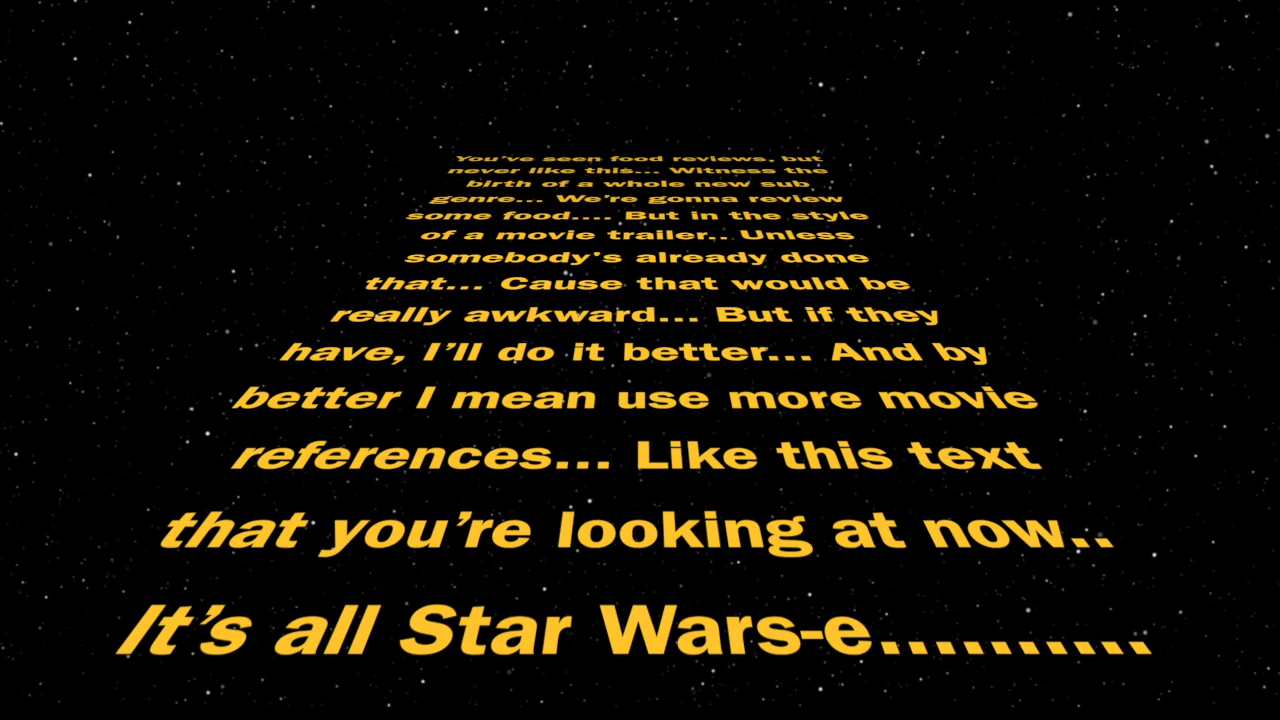 You've seen food reviews, but
never like this... Witness the
birth of a whole new sub
genre... We're gonna review
some food.... But in the style
of a movie trailer.. Unless
somebody's already done
that... Cause that would be
really awkward... But if they
have, I’ll do it better... And by
better I mean use more movie
references... Like this text
that you’re looking at now..
It’s all Star Wars-e..........